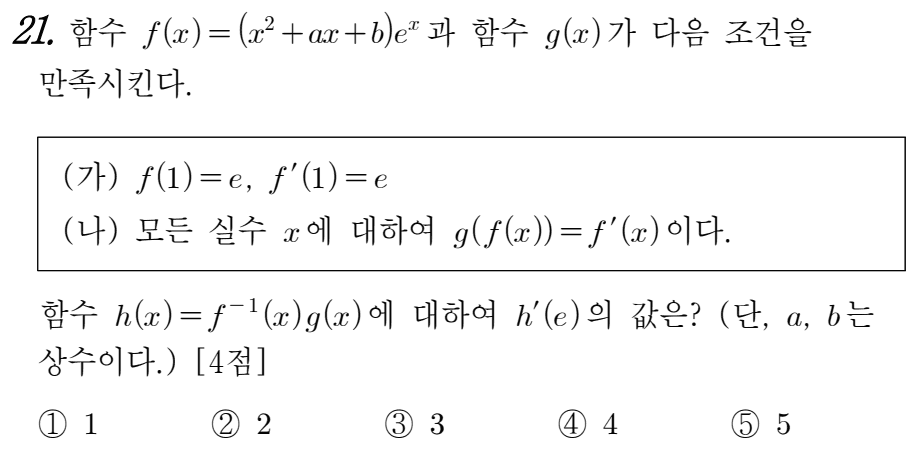 21. 함수 f(x)=(x²+ax+b)eˣ과 함수 g(x)가 다음 조건을
만족시킨다.
(가) f(1)=e, f′(1)=e
(나) 모든 실수 x에 대하여 g(f(x))=f′(x)이다.
함수 h(x)=f⁻¹(x)g(x)에 대하여 h′(e)의 값은? (단, a, b는
상수이다.) [4점]
① 1 ② 2 ③ 3 ④ 4 ⑤ 5